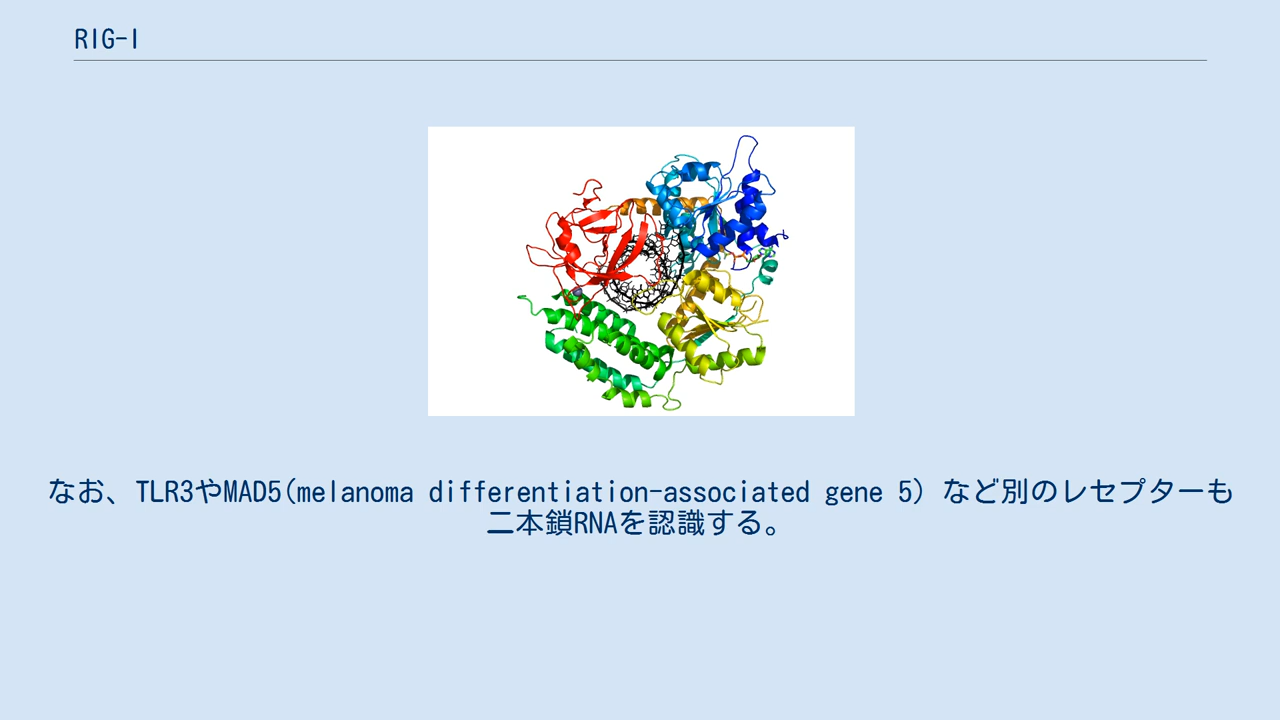 RIG-I
なお、TLR3やMAD5(melanoma differentiation-associated gene 5) など別のレセプターも
二本鎖RNAを認識する。